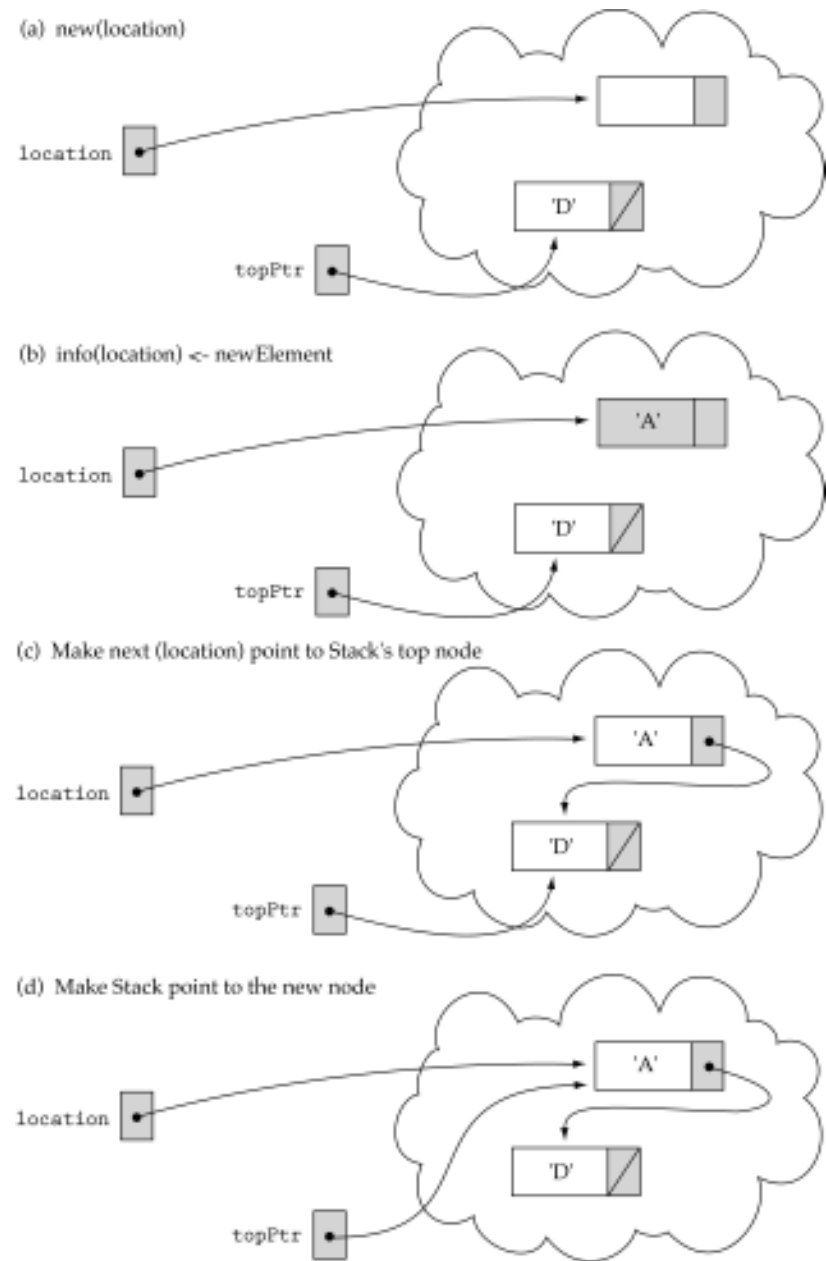 (a) new(location)
location
'D'
topPtr
(b) info(location) <- newElement
'A'
location
'D'
topPtr
(c) Make next (location) point to Stack's top node
'A'
location
'D'
topPtr
(d) Make Stack point to the new node
'A'
location
'D'
topPtr